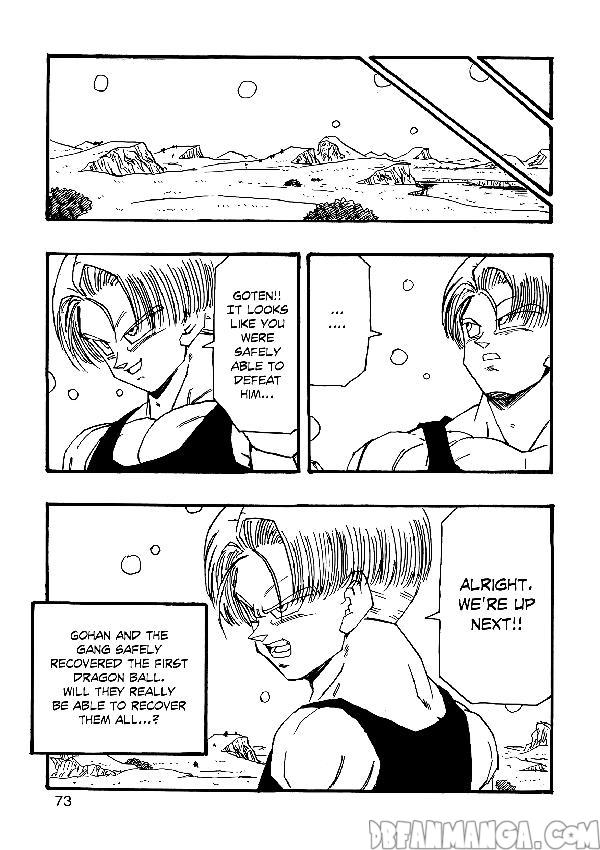 ...
....
GOTEN!!
IT LOOKS
LIKE YOU
WERE
SAFELY
ABLE TO
DEFEAT
HIM...
ALRIGHT.
WE'RE UP
NEXT!!
GOHAN AND THE
GANG SAFELY
RECOVERED THE FIRST
DRAGON BALL.
WILL THEY REALLY
BE ABLE TO RECOVER
THEM ALL...?
73
DBFANMANGA.COM